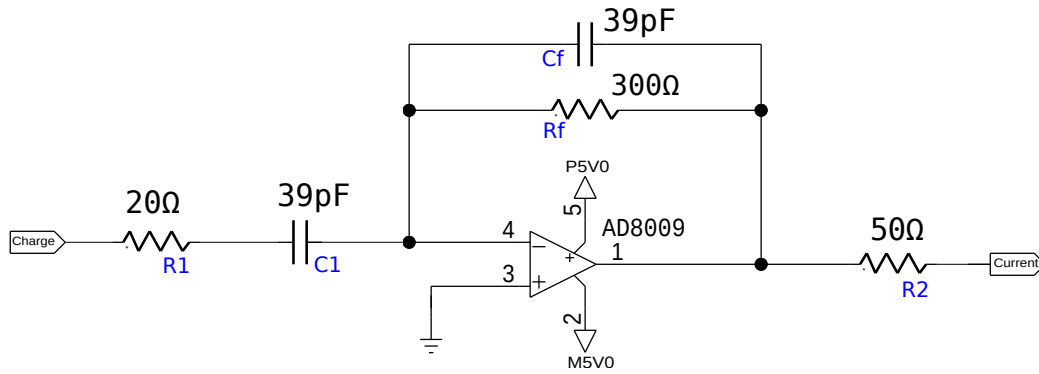 39pF
Cf
300Ω
Rf
P5V0
5
20Ω
39pF
4
AD8009
1
50Ω
Charge
R1
C1
3
Current
R2
2
M5V0